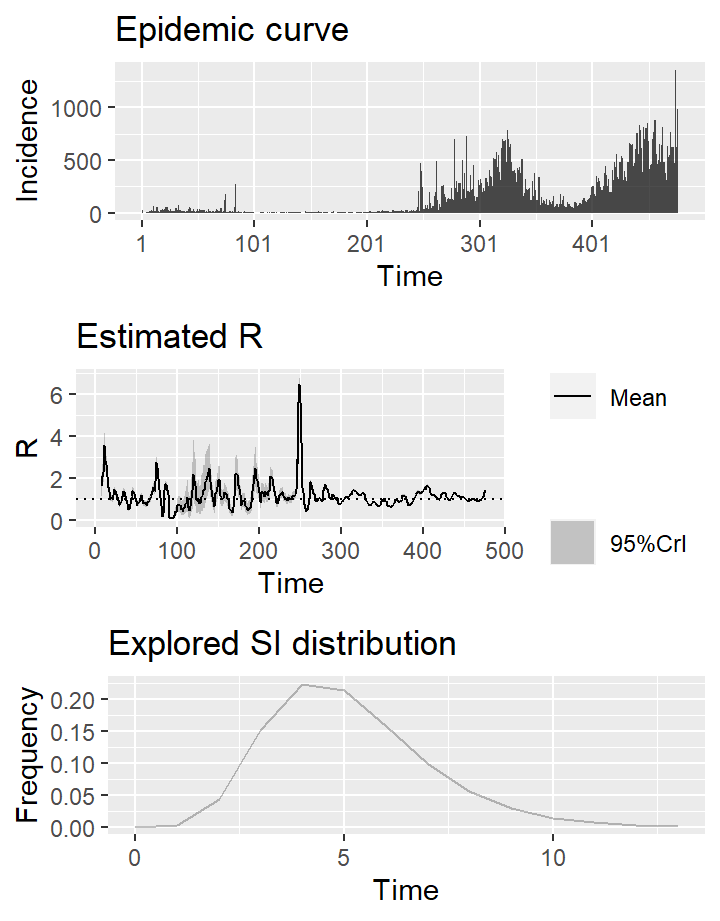 Epidemic curve
Incidence
1000
500
0
1 101 201 301 401
Time
Estimated R
R
6
4
2
0
0 100 200 300 400 500
Time
Mean
95%CrI
Explored SI distribution
Frequency
0.20
0.15
0.10
0.05
0.00
0 5 10
Time